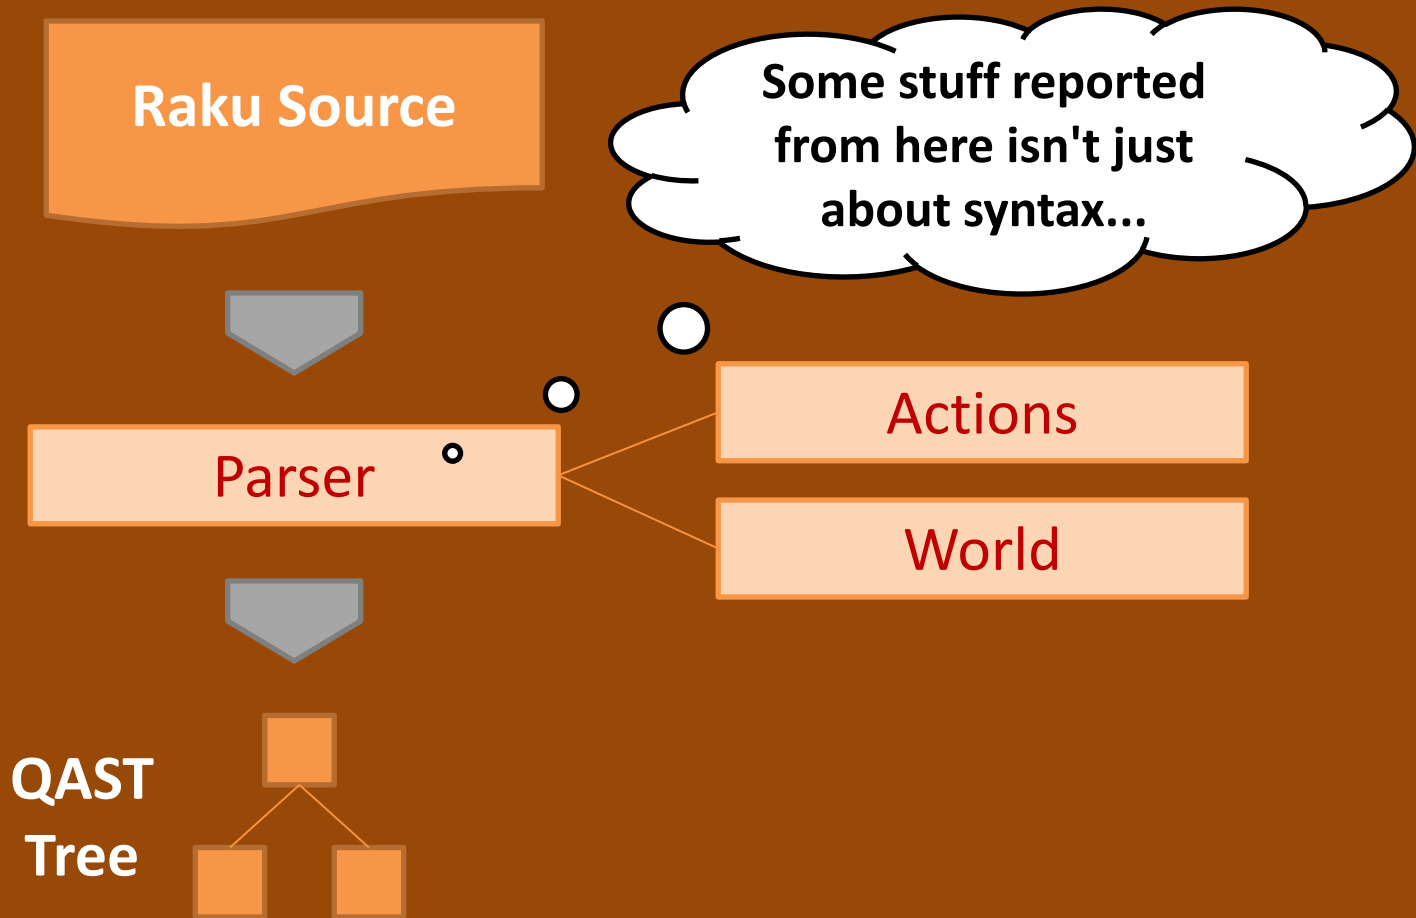 Raku Source
Some stuff reported
from here isn't just
about syntax...
Actions
Parser
World
QAST
Tree